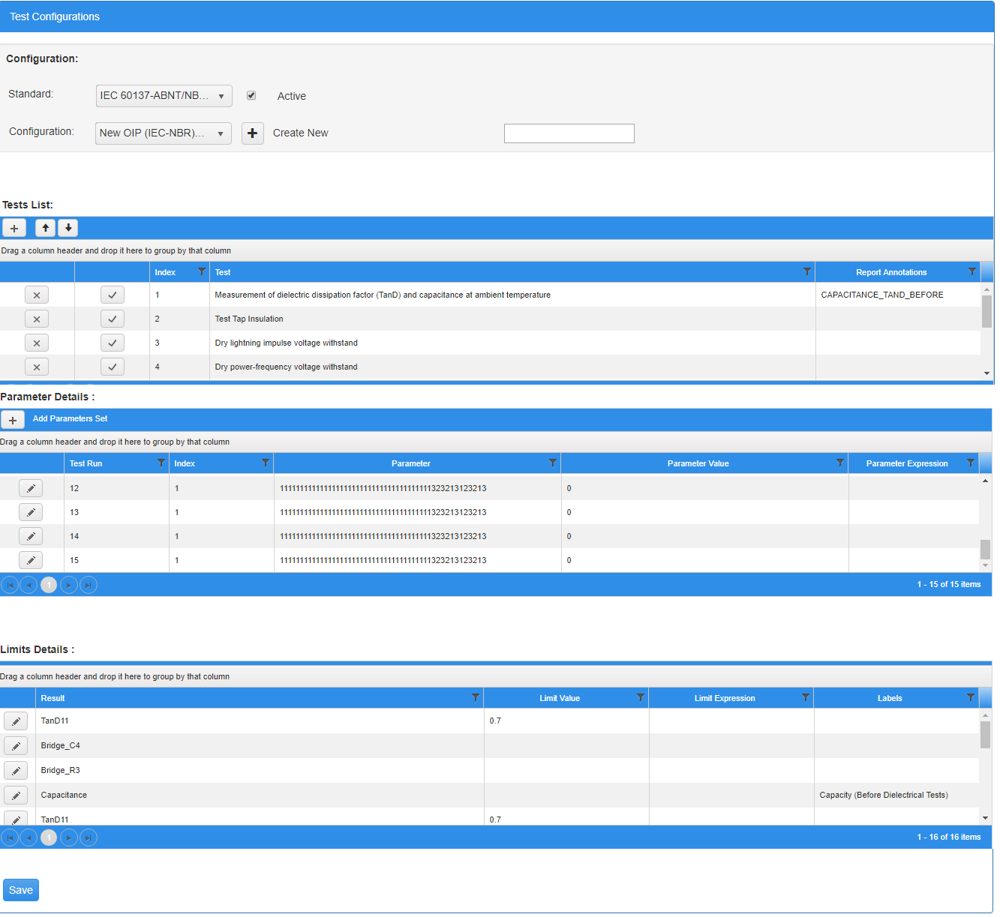 Test Configurations
Configuration:
Standard: IEC 60137-ABNT/NB... Active
Configuration: New OIP (IEC-NBR)... Create New
Tests List:
Drag a column header and drop it here to group by that column
Index Test Report Annotations
1 Measurement of dielectric dissipation factor (TanD) and capacitance at ambient temperature CAPACITANCE_TAND_BEFORE
2 Test Tap Insulation
3 Dry lightning impulse voltage withstand
4 Dry power-frequency voltage withstand
Parameter Details :
Add Parameters Set
Drag a column header and drop it here to group by that column
Test Run Index Parameter Parameter Value Parameter Expression
12 1 0
13 1 0
14 1 0
15 1 0
1 1 - 15 of 15 items
Limits Details :
Drag a column header and drop it here to group by that column
Result Limit Value Limit Expression Labels
TanD11 0.7
Bridge_C4
Bridge_R3
Capacitance Capacity (Before Dielectrical Tests)
TanD11 0.7
1 1 - 16 of 16 items
Save